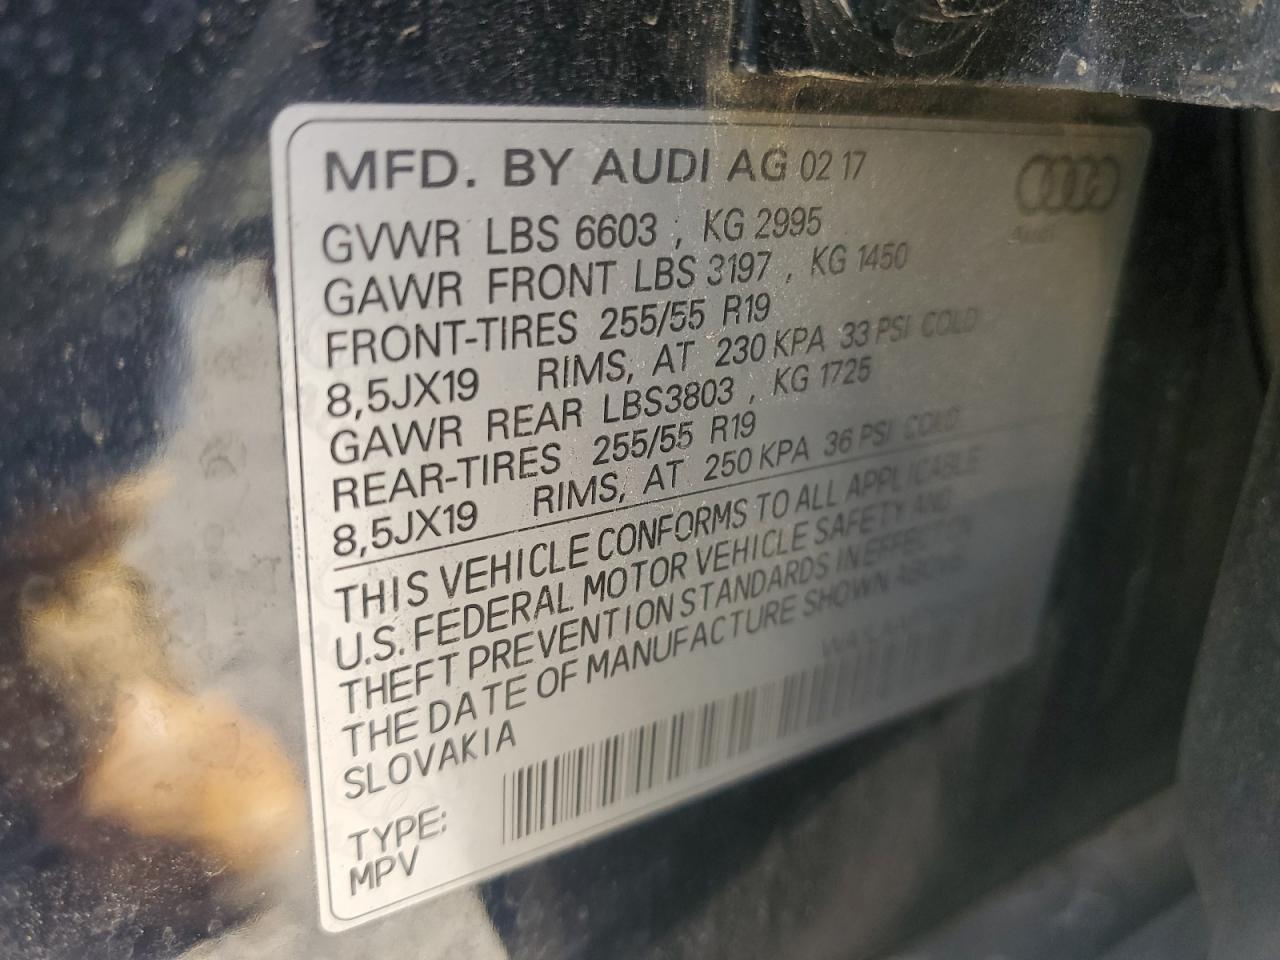 MFD. BY AUDI AG 02 17
GVWR LBS 6603 , KG 2995
GAWR FRONT LBS 3197 , KG 1450
FRONT-TIRES 255/55 R19
8,5JX19 RIMS, AT 230 KPA 33 PSI COLD
GAWR REAR LBS3803 , KG 1725
REAR-TIRES 255/55 R19
8,5JX19 RIMS, AT 250 KPA 36 PSI COLD
THIS VEHICLE CONFORMS TO ALL APPLICABLE
U.S. FEDERAL MOTOR VEHICLE SAFETY AND
THEFT PREVENTION STANDARDS IN EFFECT ON
THE DATE OF MANUFACTURE SHOWN ABOVE
SLOVAKIA
TYPE:
MPV